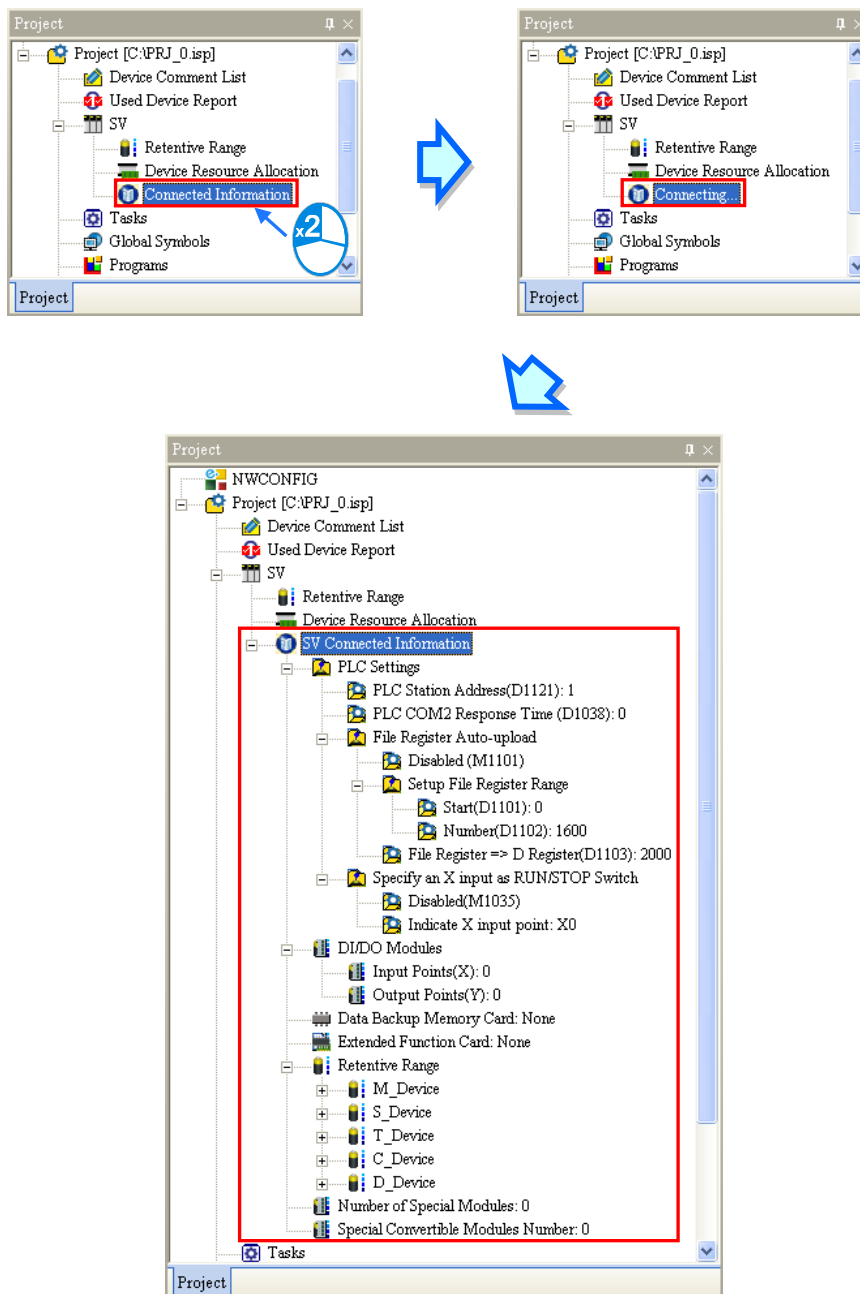 Project
Project [C:\PRJ_0.isp]
Device Comment List
Used Device Report
SV
Retentive Range
Device Resource Allocation
Connected Information
x2
Tasks
Global Symbols
Programs
Project
Project
Project [C:\PRJ_0.isp]
Device Comment List
Used Device Report
SV
Retentive Range
Device Resource Allocation
Connecting...
Tasks
Global Symbols
Programs
Project
Project
NWCONFIG
Project [C:\PRJ_0.isp]
Device Comment List
Used Device Report
SV
Retentive Range
Device Resource Allocation
SV Connected Information
PLC Settings
PLC Station Address(D1121): 1
PLC COM2 Response Time (D1038): 0
File Register Auto-upload
Disabled (M1101)
Setup File Register Range
Start(D1101): 0
Number(D1102): 1600
File Register => D Register(D1103): 2000
Specify an X input as RUN/STOP Switch
Disabled(M1035)
Indicate X input point: X0
DI/DO Modules
Input Points(X): 0
Output Points(Y): 0
Data Backup Memory Card: None
Extended Function Card: None
Retentive Range
M_Device
S_Device
T_Device
C_Device
D_Device
Number of Special Modules: 0
Special Convertible Modules Number: 0
Tasks
Project